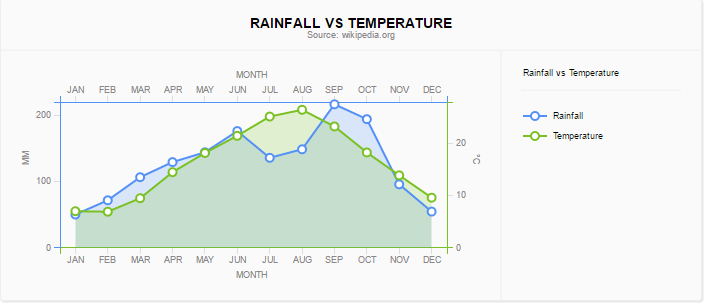 RAINFALL VS TEMPERATURE
Source: wikipedia.org
MONTH
JAN FEB MAR APR MAY JUN JUL AUG SEP OCT NOV DEC
200
100
0
MM
20
10
0
°C
JAN FEB MAR APR MAY JUN JUL AUG SEP OCT NOV DEC
MONTH
Rainfall vs Temperature
Rainfall
Temperature